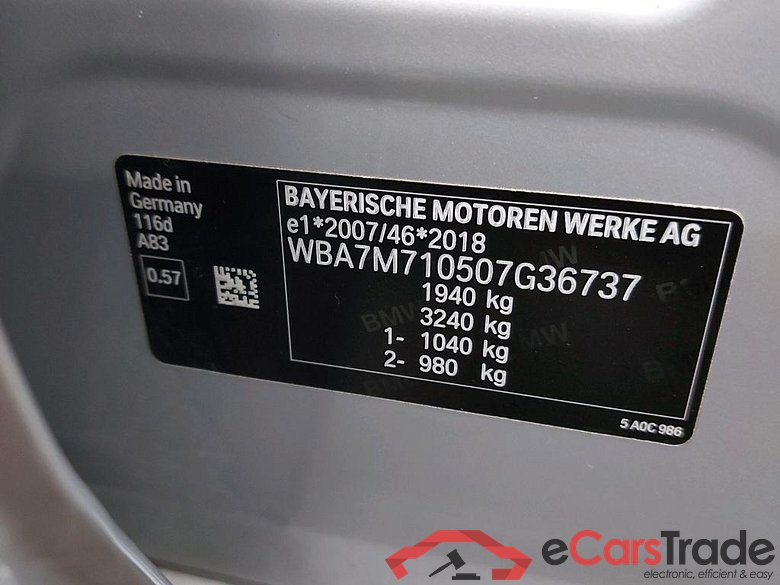 Made in
Germany
116d
A83
0.57
BAYERISCHE MOTOREN WERKE AG
e1*2007/46*2018
WBA7M710507G36737
1940 kg
3240 kg
1- 1040 kg
2- 980 kg
BMW
5 A0C 986
eCarsTrade
electronic, efficient & easy